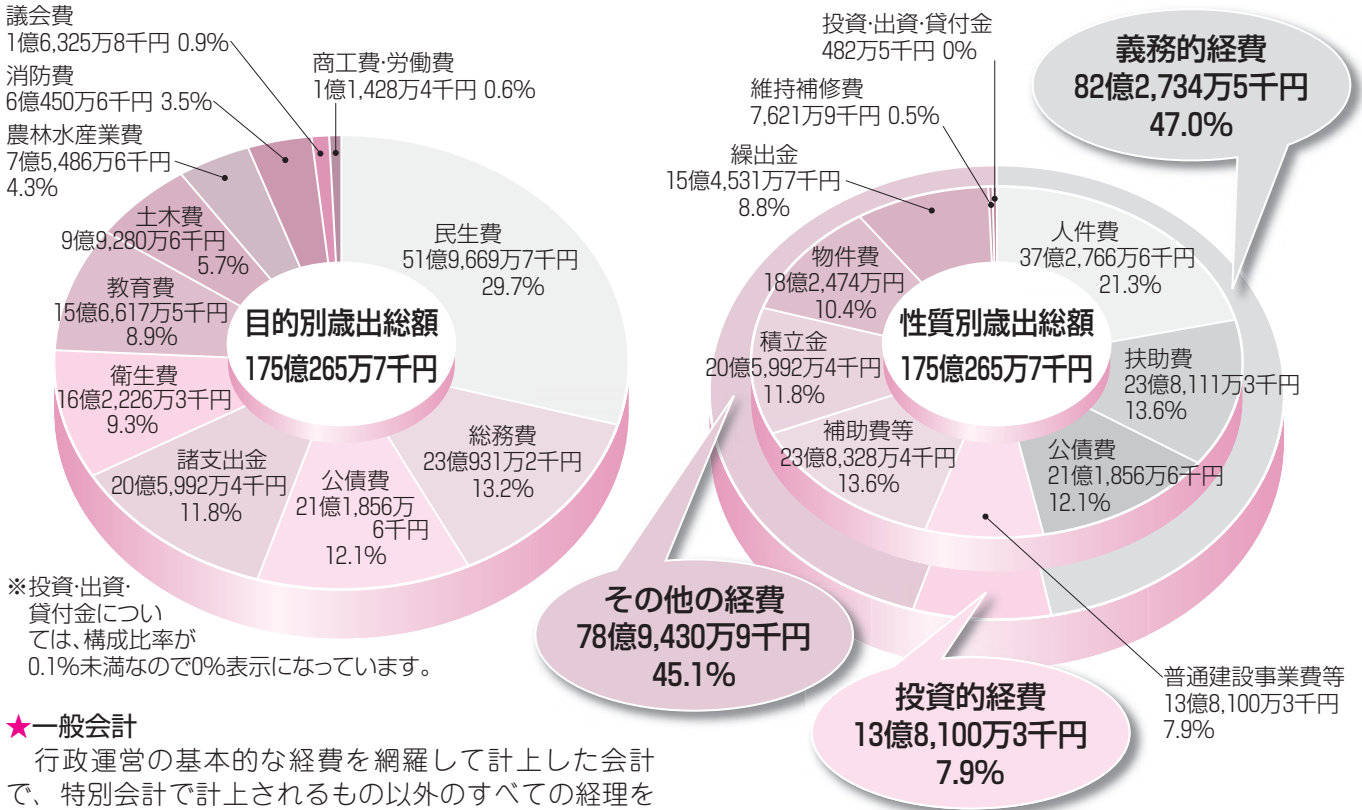 議会費
1億6,325万8千円 0.9%
消防費
6億450万6千円 3.5%
農林水産業費
7億5,486万6千円
4.3%
商工費・労働費
1億1,428万4千円 0.6%
土木費
9億9,280万6千円
5.7%
教育費
15億6,617万5千円
8.9%
衛生費
16億2,226万3千円
9.3%
諸支出金
20億5,992万4千円
11.8%
公債費
21億1,856万
6千円
12.1%
総務費
23億931万2千円
13.2%
民生費
51億9,669万7千円
29.7%
目的別歳出総額
175億265万7千円
※投資・出資・
貸付金につい
ては、構成比率が
0.1%未満なので0%表示になっています。
投資・出資・貸付金
482万5千円 0%
維持補修費
7,621万9千円 0.5%
繰出金
15億4,531万7千円
8.8%
物件費
18億2,474万円
10.4%
積立金
20億5,992万4千円
11.8%
補助費等
23億8,328万4千円
13.6%
人件費
37億2,766万6千円
21.3%
扶助費
23億8,111万3千円
13.6%
公債費
21億1,856万6千円
12.1%
性質別歳出総額
175億265万7千円
義務的経費
82億2,734万5千円
47.0%
その他の経費
78億9,430万9千円
45.1%
投資的経費
13億8,100万3千円
7.9%
普通建設事業費等
13億8,100万3千円
7.9%
★一般会計
行政運営の基本的な経費を網羅して計上した会計
で、特別会計で計上されるもの以外のすべての経理を